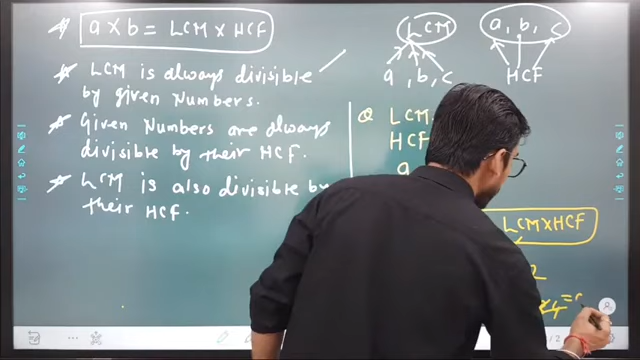 ☆ a x b = LCM x HCF
☆ LCM is always divisible
by given Numbers.
☆ Given Numbers are always
divisible by their HCF.
☆ LCM is also divisible by
their HCF.
LCM
a, b, c
a, b, c
HCF
Q LCM
HCF
a
LCM x HCF
2